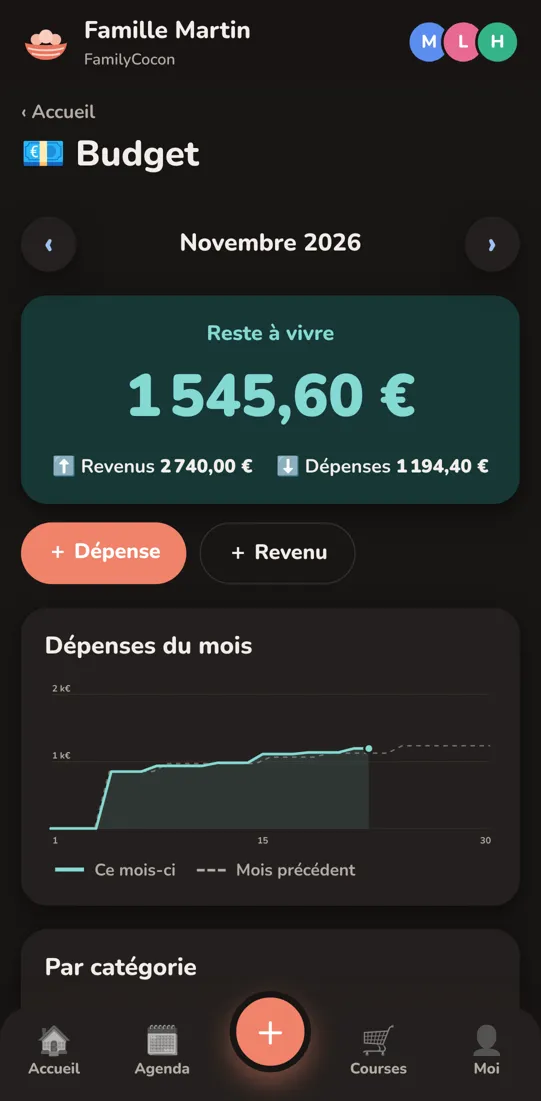 Famille Martin
FamilyCocon
M L H
‹ Accueil
Budget
‹ Novembre 2026 ›
Reste à vivre
1 545,60 €
Revenus 2 740,00 € Dépenses 1 194,40 €
+ Dépense + Revenu
Dépenses du mois
2 k€
1 k€
1 15 30
Ce mois-ci Mois précédent
Par catégorie
+
Accueil Agenda Courses Moi